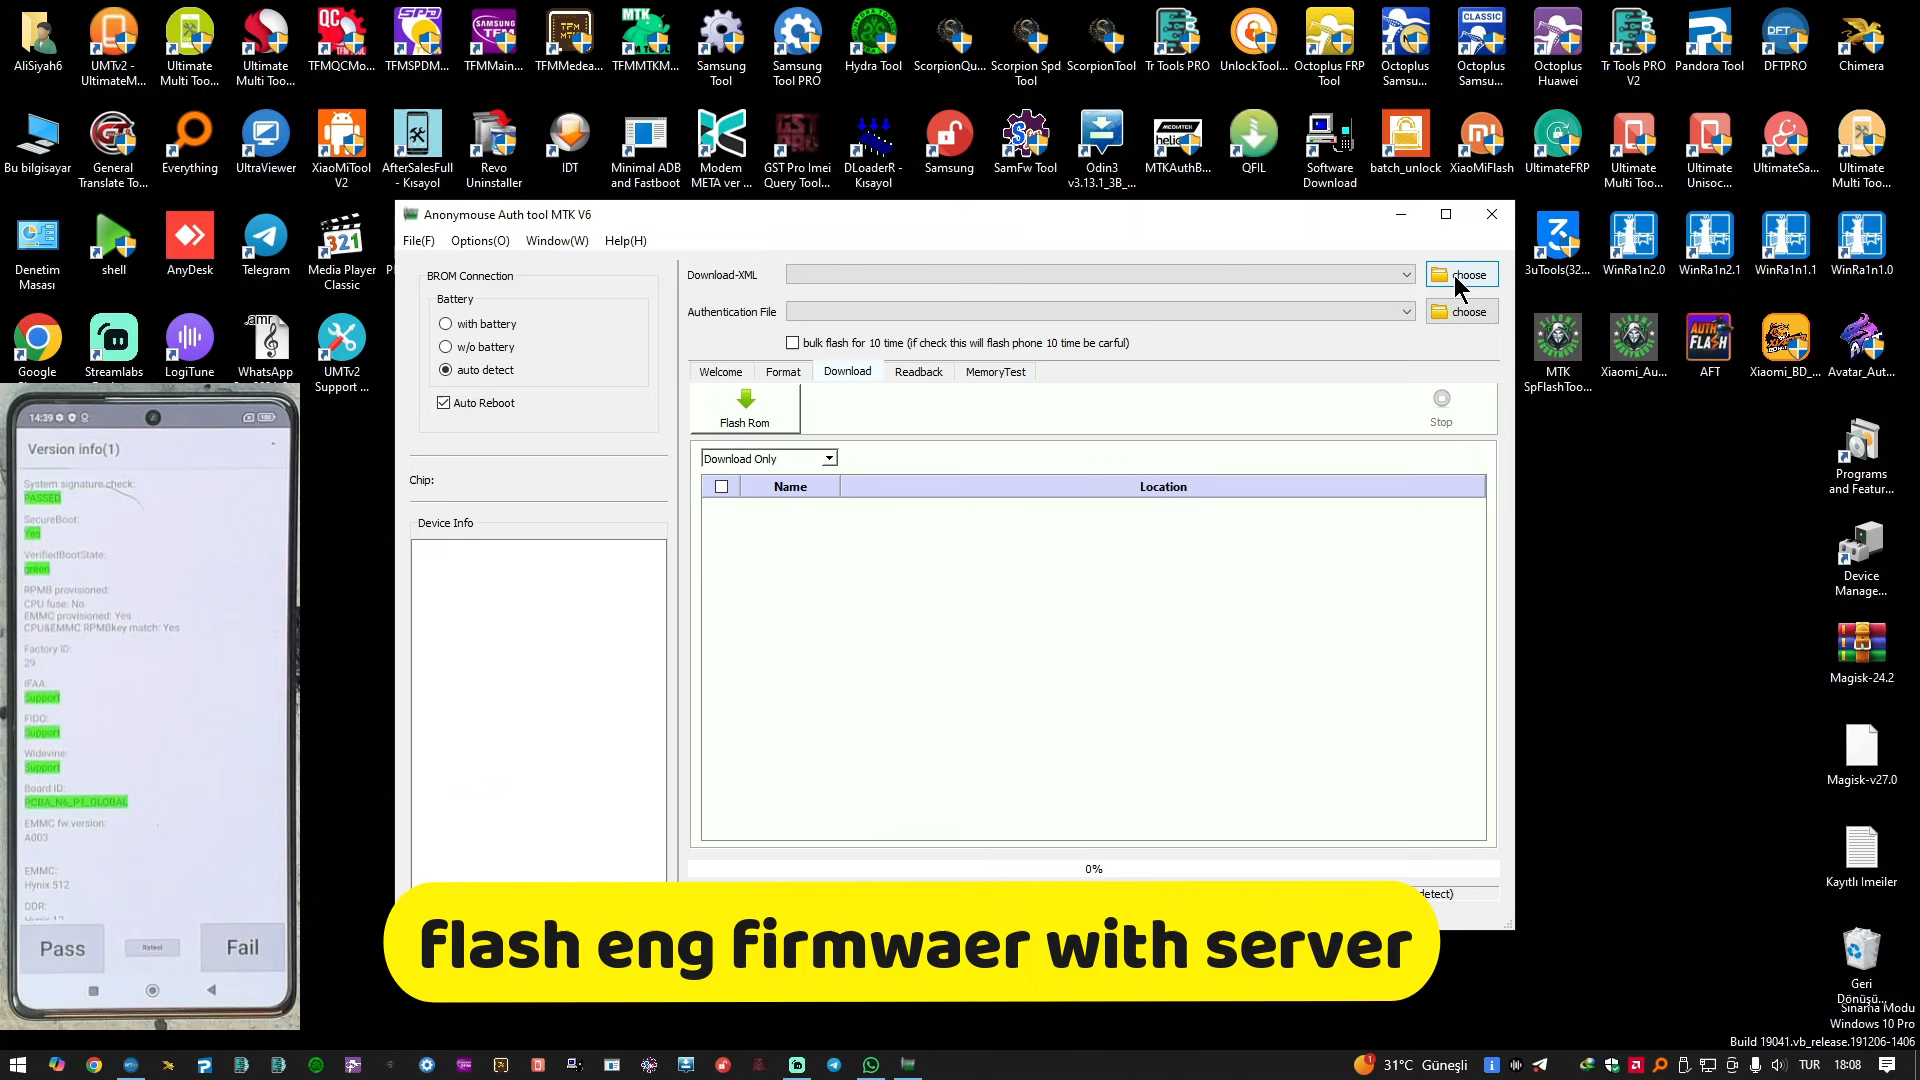 AliSiyah6
UMTv2 -
UltimateM...
Ultimate
Multi Too...
Ultimate
Multi Too...
TFMQCMo...
TFMSPDM...
TFMMain...
TFMMedea...
TFMMTKM...
Samsung
Tool
Samsung
Tool PRO
Hydra Tool
ScorpionQu...
Scorpion Spd
Tool
ScorpionTool
Tr Tools PRO
UnlockTool...
Octoplus FRP
Tool
Octoplus
Samsu...
Octoplus
Samsu...
Octoplus
Huawei
Tr Tools PRO
V2
Pandora Tool
DFTPRO
Chimera
Bu bilgisayar
General
Translate To...
Everything
UltraViewer
XiaoMiTool
V2
AfterSalesFull
- Kısayol
Revo
Uninstaller
IDT
Minimal ADB
and Fastboot
Modem
META ver ...
GST Pro Imei
Query Tool...
DLoaderR -
Kısayol
Samsung
SamFw Tool
Odin3
v3.13.1_3B_...
MTKAuthB...
QFIL
Software
Download
batch_unlock
XiaoMiFlash
UltimateFRP
Ultimate
Multi Too...
Ultimate
Unisoc...
UltimateSa...
Ultimate
Multi Too...
Denetim
Masası
shell
AnyDesk
Telegram
Media Player
Classic
3uTools(32...
WinRa1n2.0
WinRa1n2.1
WinRa1n1.1
WinRa1n1.0
Google
Streamlabs
LogiTune
WhatsApp
UMTv2
Support ...
MTK
SpFlashToo...
Xiaomi_Au...
AFT
Xiaomi_BD_...
Avatar_Aut...
Anonymouse Auth tool MTK V6
File(F)
Options(O)
Window(W)
Help(H)
BROM Connection
Battery
with battery
w/o battery
auto detect
Auto Reboot
Chip:
Device Info
Download-XML
choose
Authentication File
choose
bulk flash for 10 time (if check this will flash phone 10 time be carful)
Welcome
Format
Download
Readback
MemoryTest
Flash Rom
Stop
Download Only
Name
Location
0%
detect)
flash eng firmwaer with server
14:39
Version info(1)
System signature check:
PASSED
SecureBoot:
Yes
VerifiedBootState:
green
RPMB provisioned:
CPU fuse: No
EMMC provisioned: Yes
CPU&EMMC RPMBkey match: Yes
Factory ID:
29
IFAA:
Support
FIDO:
Support
Widevine:
Support
Board ID:
PCBA_N6_P1_GLOBAL
EMMC fw version:
A003
EMMC:
Hynix 512
DDR:
Hynix 12
Pass
Retest
Fail
Programs
and Featur...
Device
Manage...
Magisk-24.2
Magisk-v27.0
Kayıtlı Imeiler
Geri
Dönüşü...
Sınama Modu
Windows 10 Pro
Build 19041.vb_release.191206-1406
31°C Güneşli
TUR
18:08